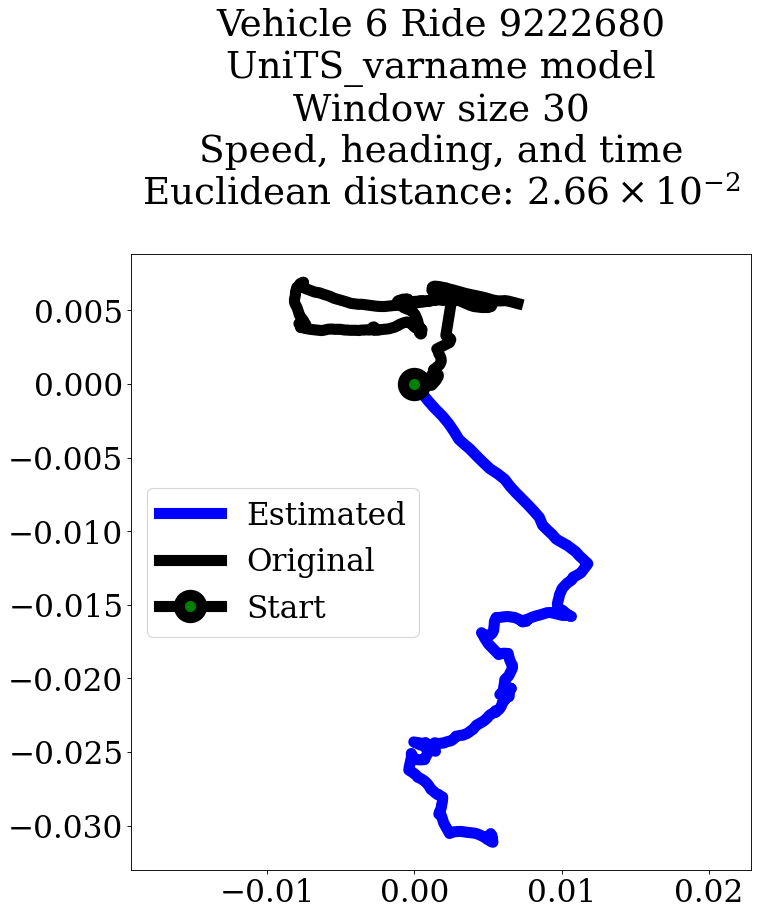 Vehicle 6 Ride 9222680
UniTS_varname model
Window size 30
Speed, heading, and time
Euclidean distance: 2.66 × 10⁻²
0.005
0.000
−0.005
−0.010
−0.015
−0.020
−0.025
−0.030
Estimated
Original
Start
−0.01 0.00 0.01 0.02